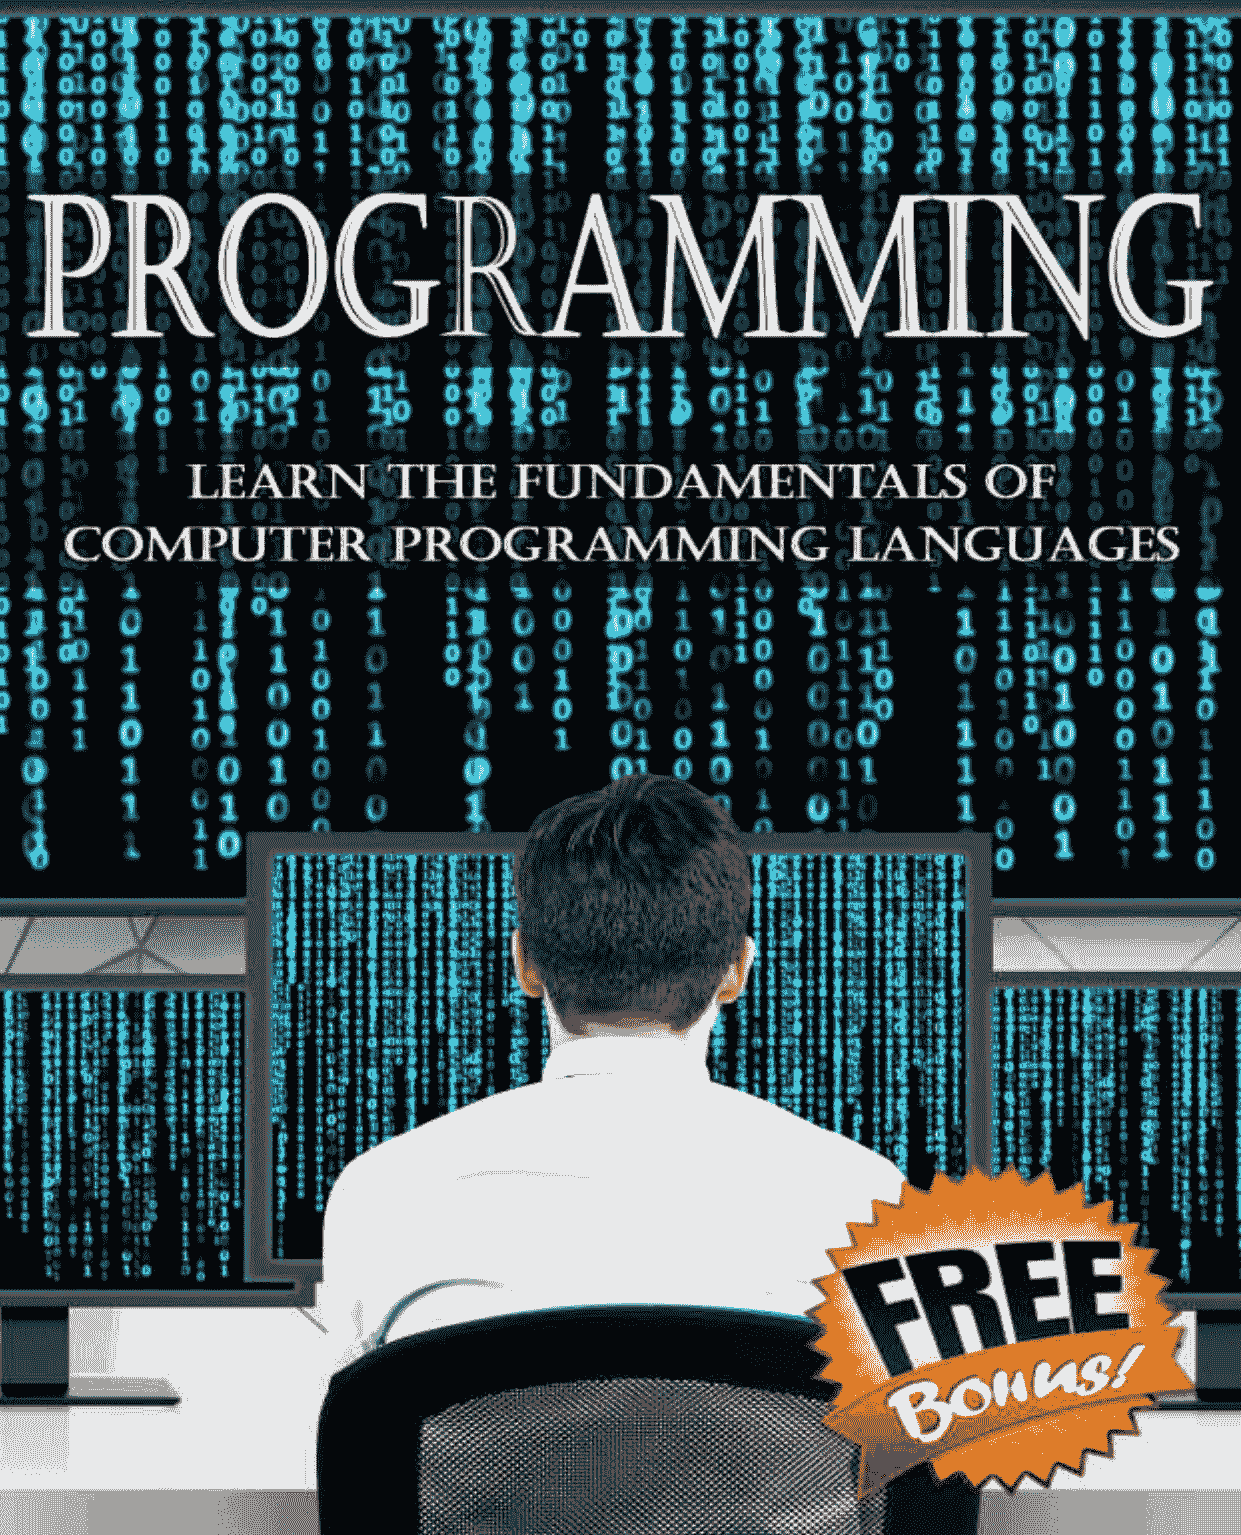 PROGRAMMING
LEARN THE FUNDAMENTALS OF
COMPUTER PROGRAMMING LANGUAGES
FREE
Bonus!